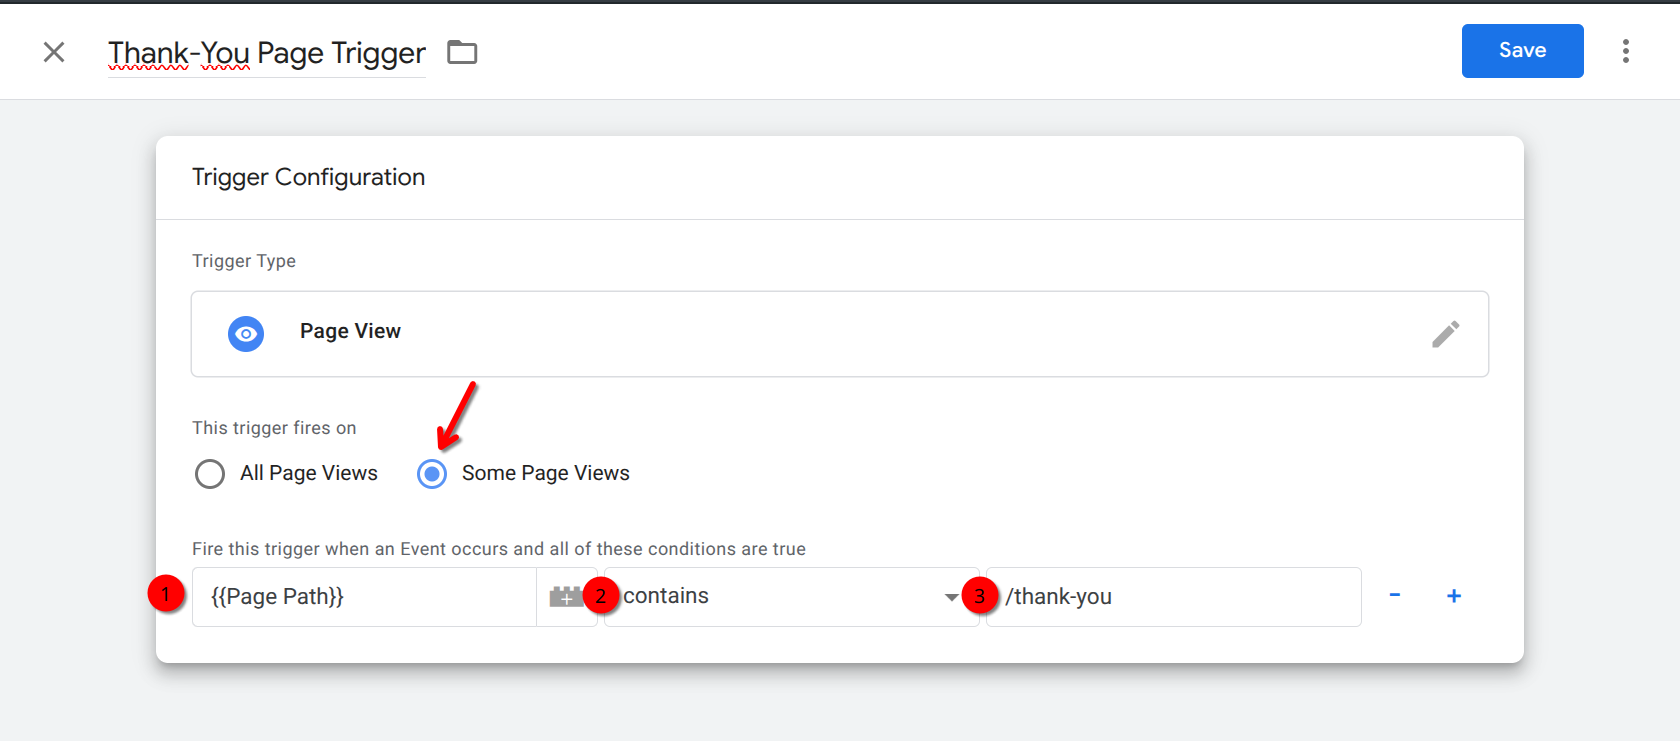 Thank-You Page Trigger
Save
Trigger Configuration
Trigger Type
Page View
This trigger fires on
All Page Views Some Page Views
Fire this trigger when an Event occurs and all of these conditions are true
1 {{Page Path}} 2 contains 3 /thank-you - +